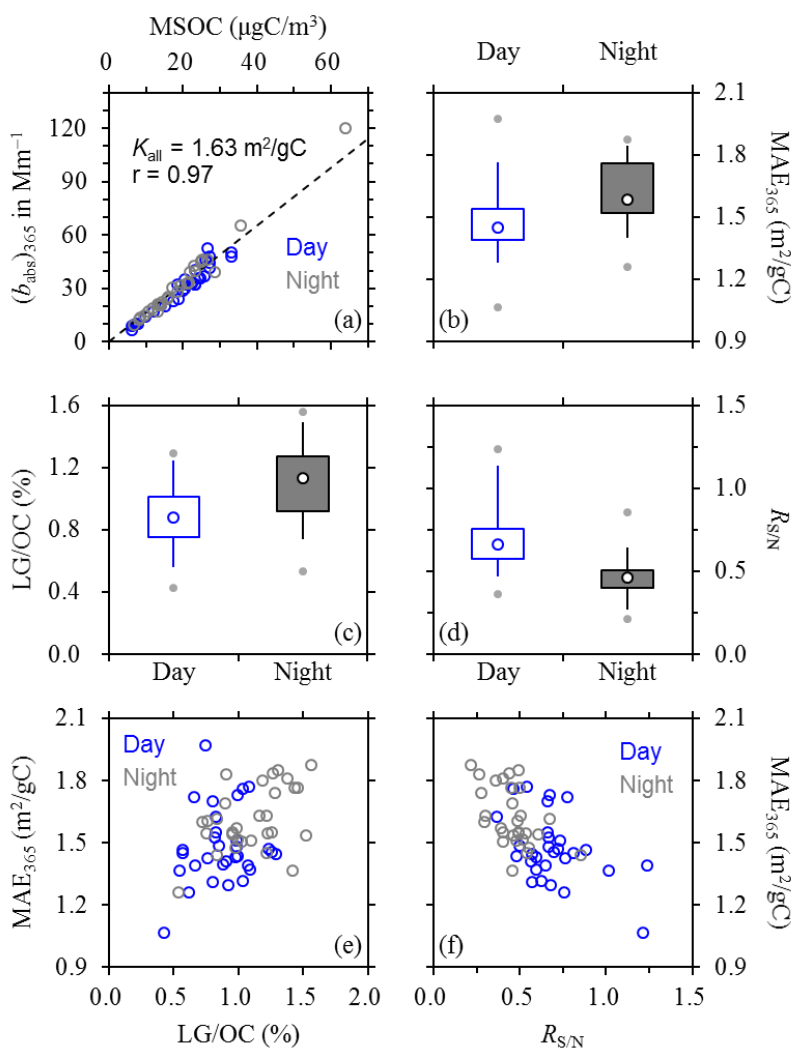 MSOC (μgC/m³)
0 20 40 60
Day Night
120
90
60
30
0
(b_abs)_365 in Mm⁻¹
K_all = 1.63 m²/gC
r = 0.97
Day
Night
(a)
2.1
1.8
1.5
1.2
0.9
MAE_365 (m²/gC)
(b)
1.6
1.2
0.8
0.4
0.0
LG/OC (%)
(c)
Day Night
1.5
1.0
0.5
0.0
R_S/N
(d)
Day Night
2.1
1.8
1.5
1.2
0.9
MAE_365 (m²/gC)
Day
Night
(e)
0.0 0.5 1.0 1.5 2.0
LG/OC (%)
2.1
1.8
1.5
1.2
0.9
MAE_365 (m²/gC)
Day
Night
(f)
0.0 0.5 1.0 1.5
R_S/N